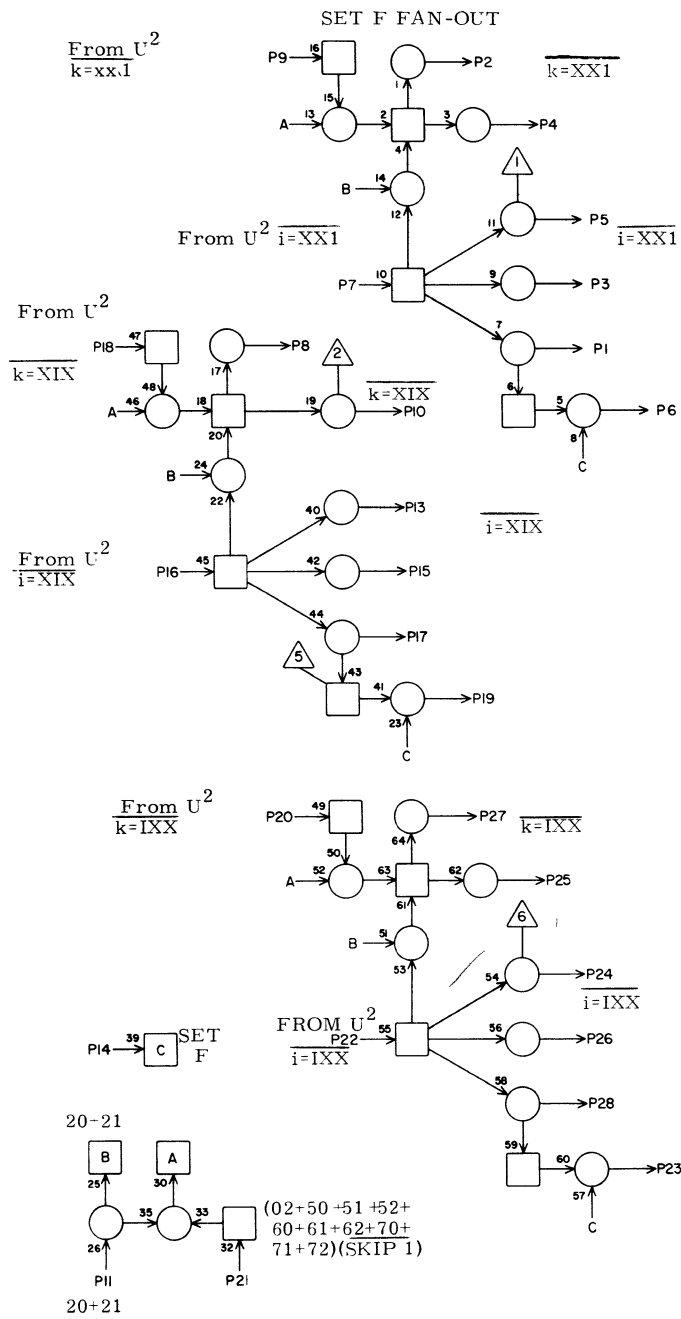 SET F FAN-OUT
From U²
k=xx1
P9 16 P2 k=XX1
1
15
A 13 2 3 P4
4
1
B 14
12
11 P5
From U² i=XX1 i=XX1
P7 10 9 P3
From U²
7
P18 47 P8 2 P1
17
k=XIX k=XIX
48 6
A 46 18 19 P10 5 P6
20 8
B 24 C
22
40 P13
i=XIX
From U²
i=XIX
P16 45 42 P15
44
P17
5 43
41 P19
23
C
From U²
k=IXX
P20 49 P27 k=IXX
64
50
A 52 63 62 P25
61
6
B 51
53
54 P24
i=IXX
FROM U²
P22 55 56 P26
i=IXX
SET
F
P14 39 C
58 P28
20+21
59
B A 60 P23
25 30 57
35 33 (02+50+51+52+
60+61+62+70+
71+72)(SKIP 1)
26 32 C
P11 P21
20+21